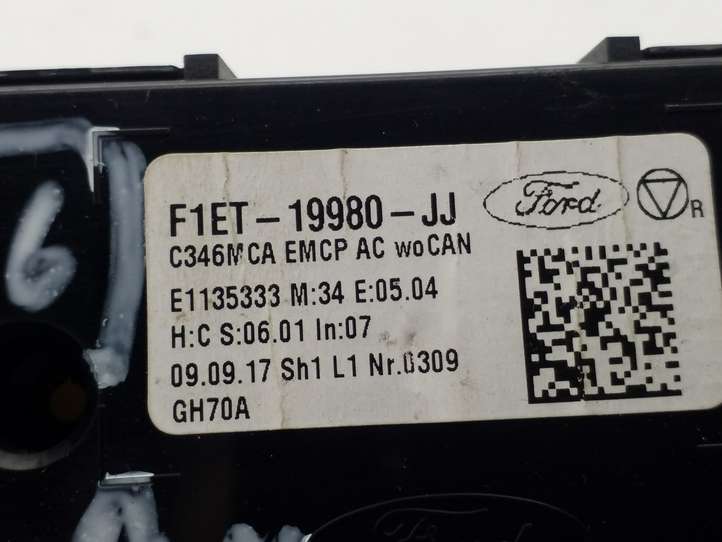 6
F1ET-19980-JJ
Ford
R
C346MCA EMCP AC woCAN
E1135333 M:34 E:05.04
H:C S:06.01 In:07
09.09.17 Sh1 L1 Nr.0309
GH70A
Ford